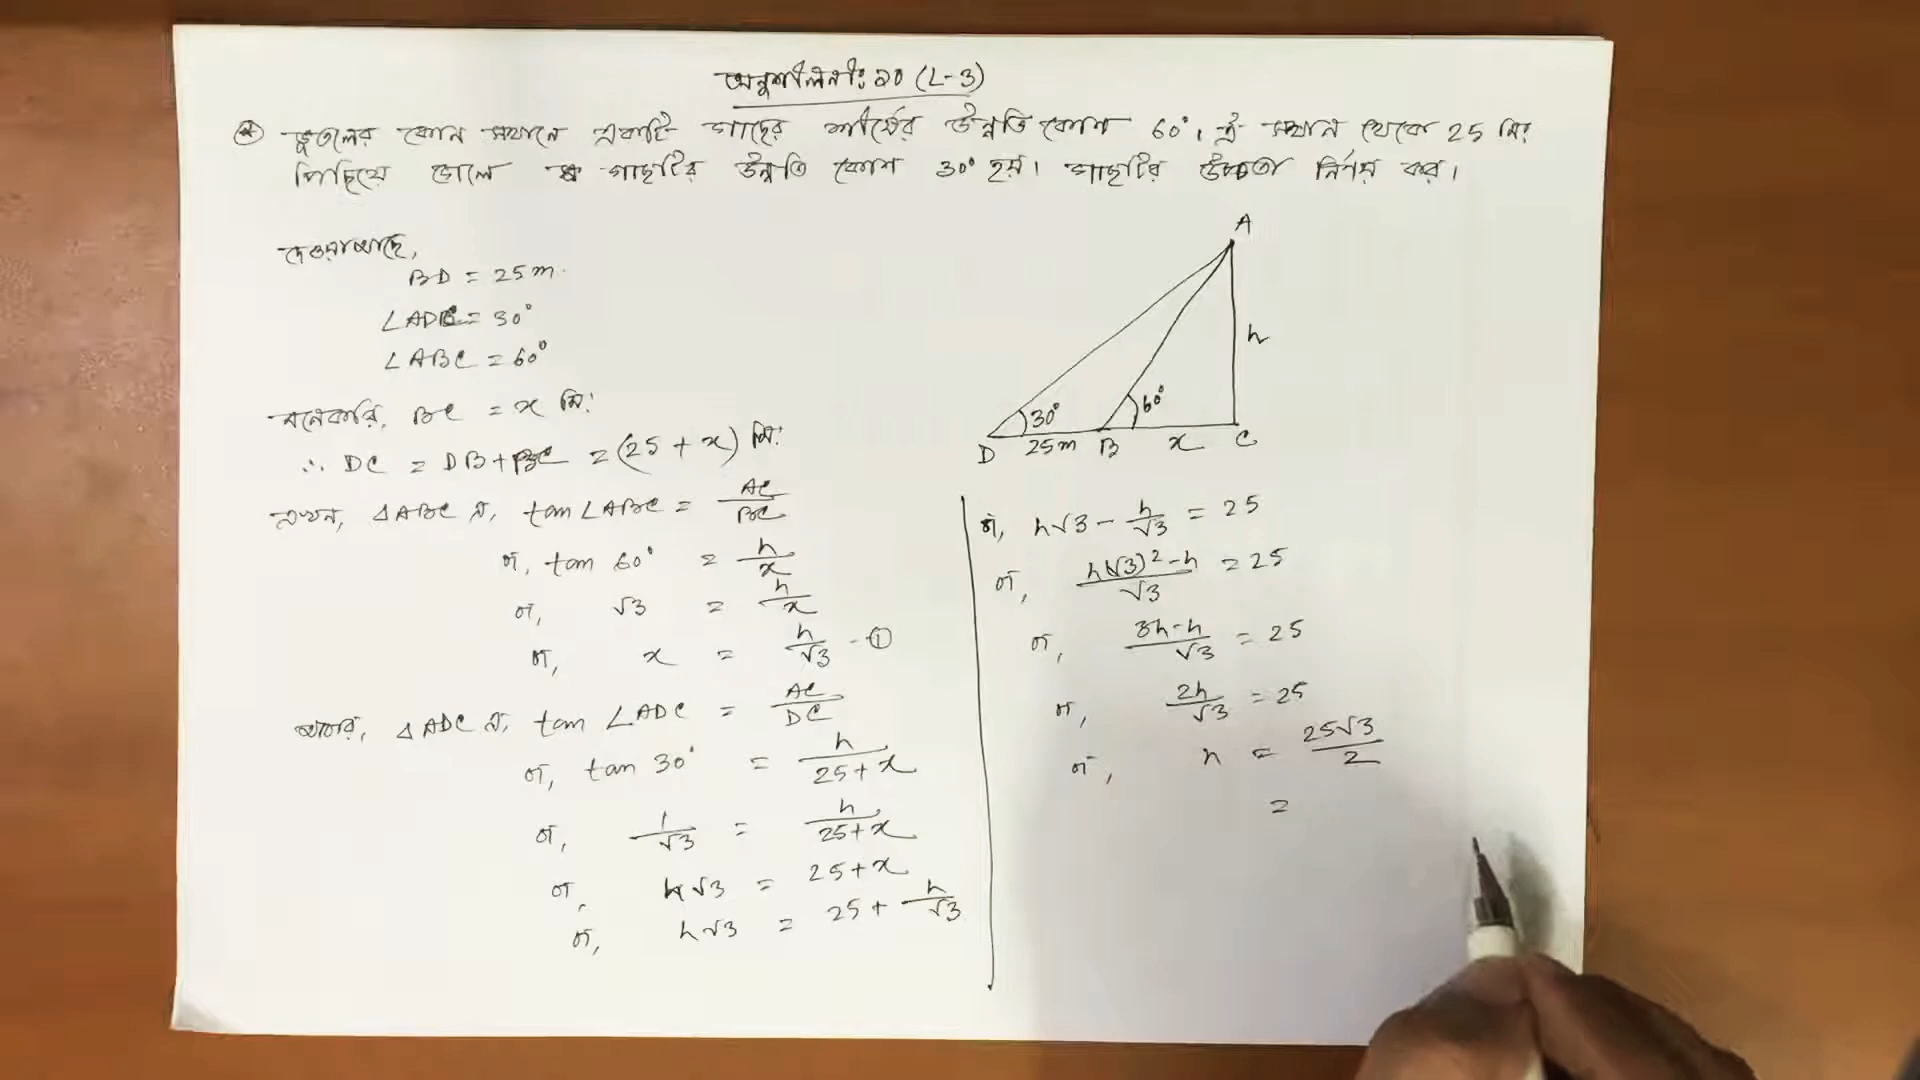 অনুশীলনী: ১০ (L-3)
② ভূতলের কোন স্থানে একটি গাছের শীর্ষের উন্নতি কোণ 60°। ঐ স্থান থেকে 25 মি:
পিছিয়ে গেলে গাছটির উন্নতি কোণ 30° হয়। গাছটির উচ্চতা নির্ণয় কর।
দেওয়া আছে,
BD = 25m.
∠ADC = 30°
∠ABC = 60°
মনেকরি, BC = x মি:
∴ DC = DB+BC = (25 + x) মি:
এখন, △ABC এ, tan∠ABC = AC/BC
বা, tan 60° = h/x
বা, √3 = h/x
বা, x = h/√3 - ①
আবার, △ADC এ, tan ∠ADC = AC/DC
বা, tan 30° = h/25+x
বা, 1/√3 = h/25+x
বা, h√3 = 25+x
বা, h√3 = 25+ h/√3
A
h
30°
60°
D 25m B x C
বা, h√3 - h/√3 = 25
বা, h(√3)²-h/√3 = 25
বা, 3h-h/√3 = 25
বা, 2h/√3 = 25
বা, h = 25√3/2
=